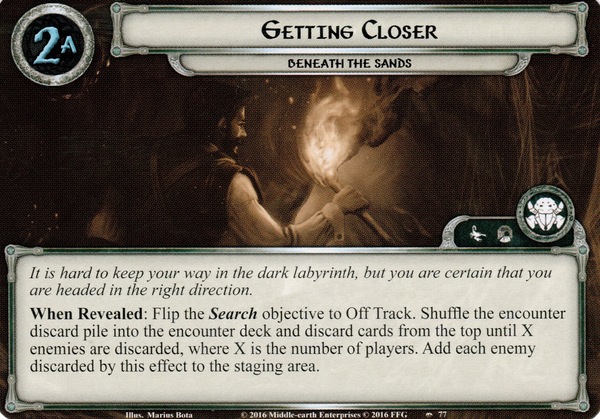 2A
Getting Closer
Beneath the Sands
It is hard to keep your way in the dark labyrinth, but you are certain that you
are headed in the right direction.
When Revealed: Flip the Search objective to Off Track. Shuffle the encounter
discard pile into the encounter deck and discard cards from the top until X
enemies are discarded, where X is the number of players. Add each enemy
discarded by this effect to the staging area.
Illus. Marius Bota © 2016 Middle-earth Enterprises © 2016 FFG 77